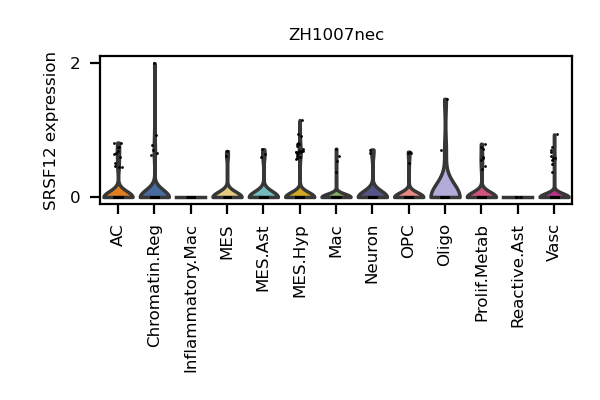 ZH1007nec
SRSF12 expression
2
0
AC
Chromatin.Reg
Inflammatory.Mac
MES
MES.Ast
MES.Hyp
Mac
Neuron
OPC
Oligo
Prolif.Metab
Reactive.Ast
Vasc